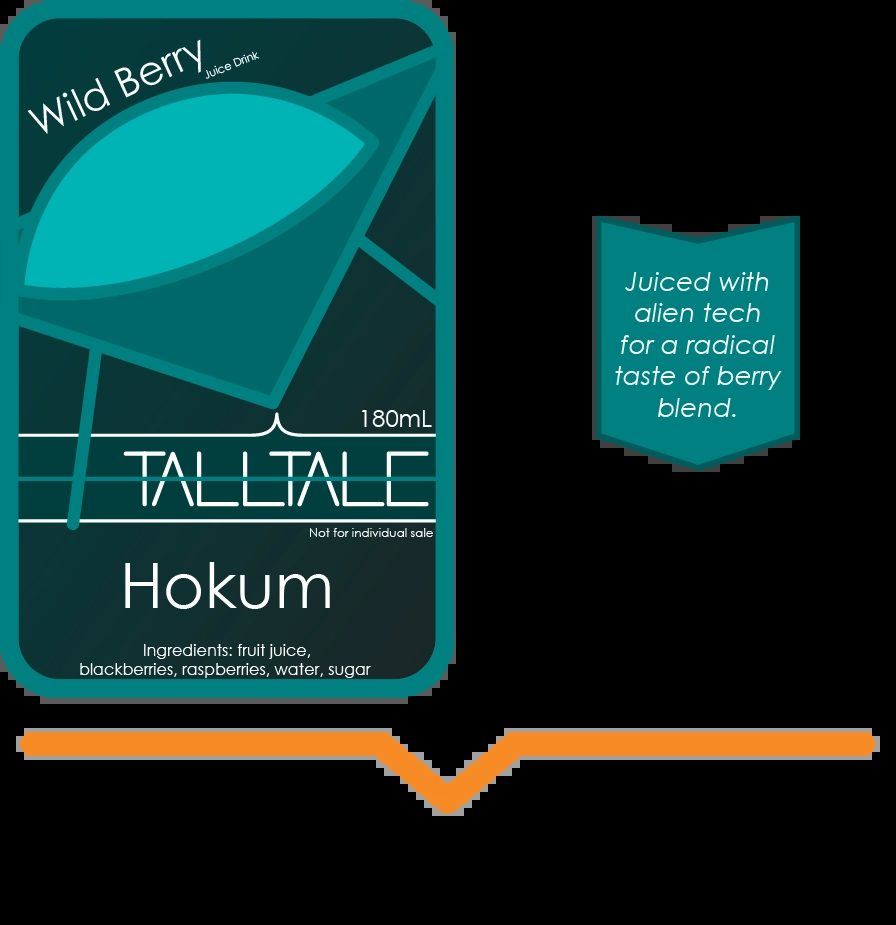 Wild Berry
Juice Drink
180mL
TALLTALE
Not for individual sale
Hokum
Ingredients: fruit juice,
blackberries, raspberries, water, sugar
Juiced with
alien tech
for a radical
taste of berry
blend.